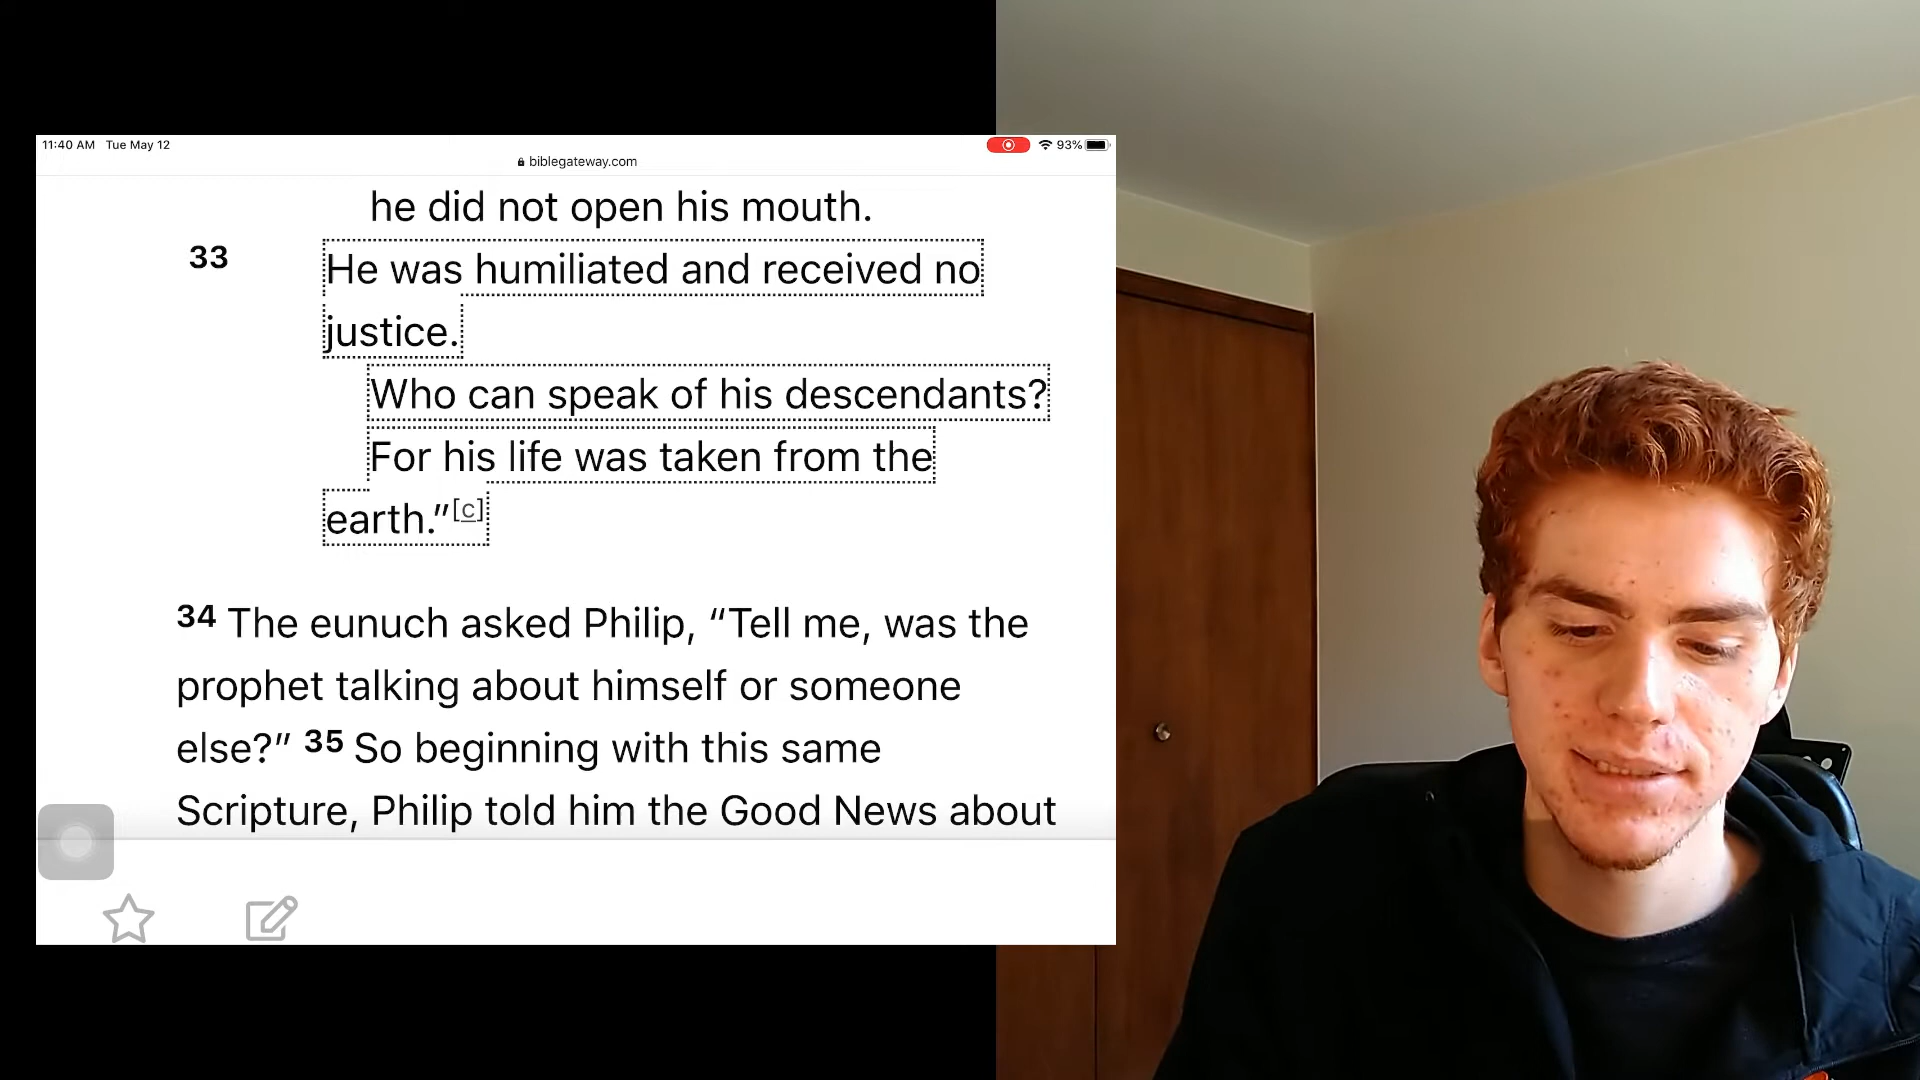 11:40 AM Tue May 12
93%
biblegateway.com
he did not open his mouth.
33 He was humiliated and received no
justice.
Who can speak of his descendants?
For his life was taken from the
earth.”[c]
34 The eunuch asked Philip, “Tell me, was the
prophet talking about himself or someone
else?” 35 So beginning with this same
Scripture, Philip told him the Good News about